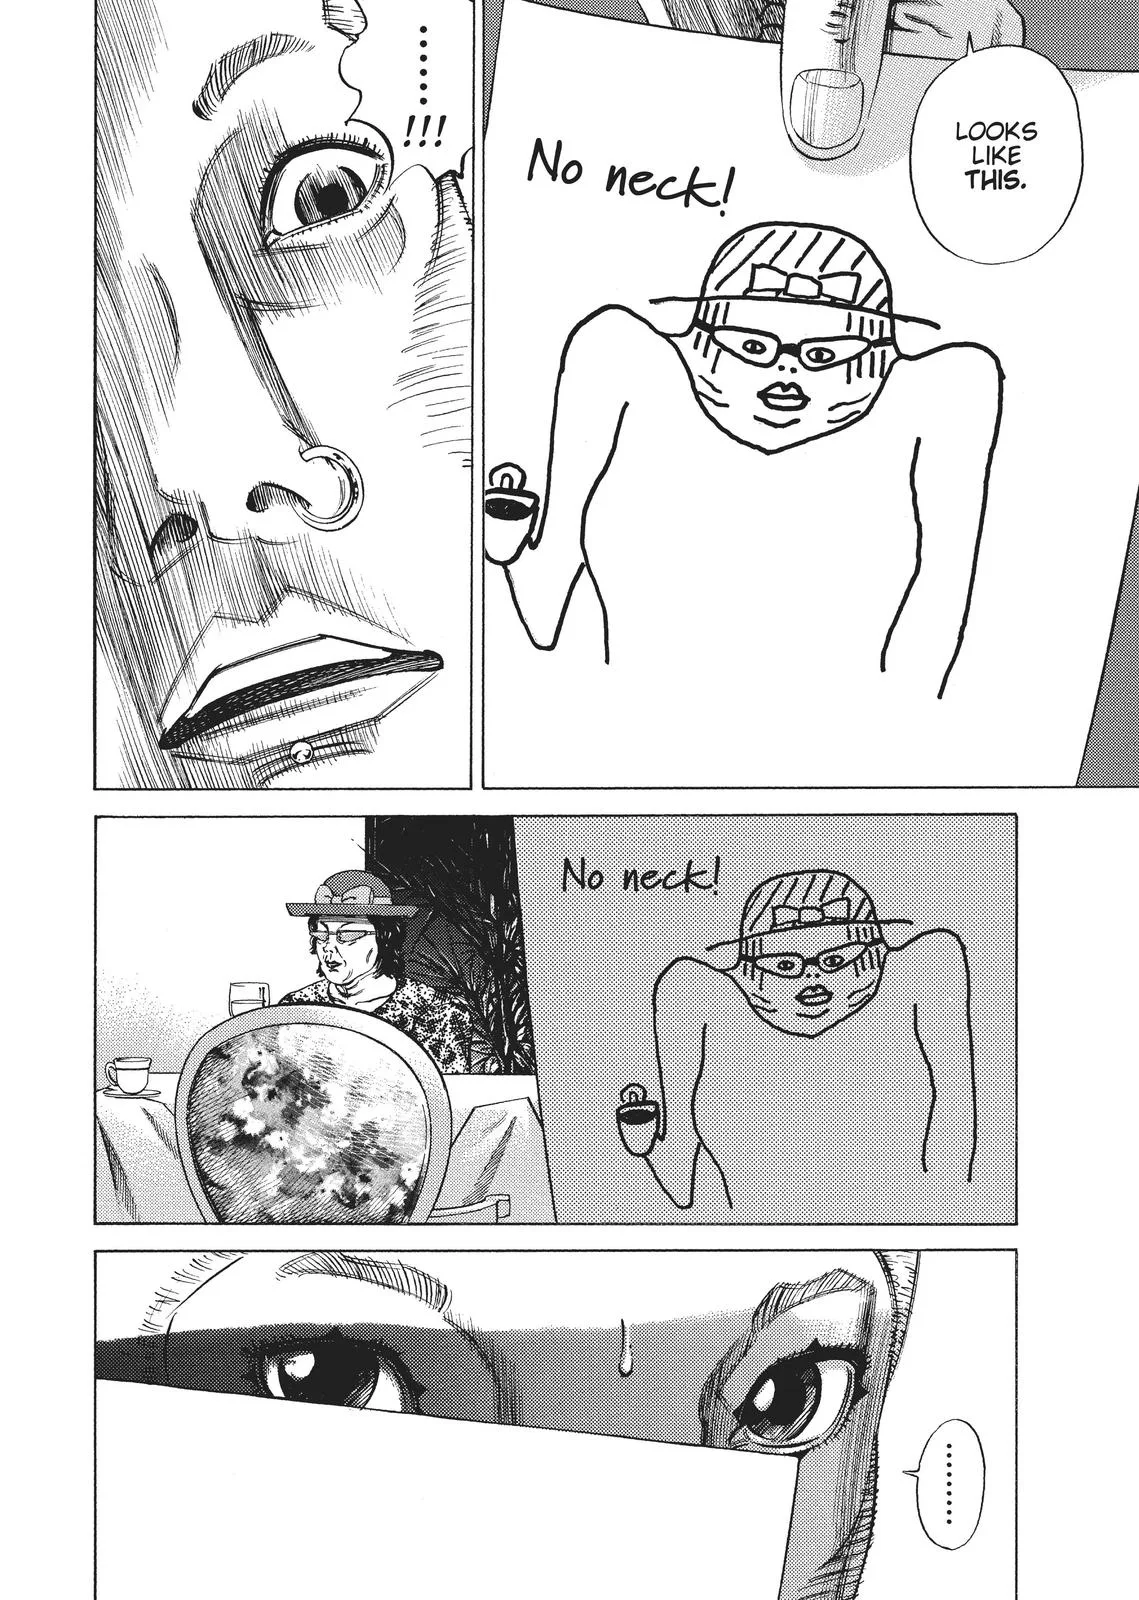 LOOKS
LIKE
THIS.
No neck!
........!!!
No neck!
........